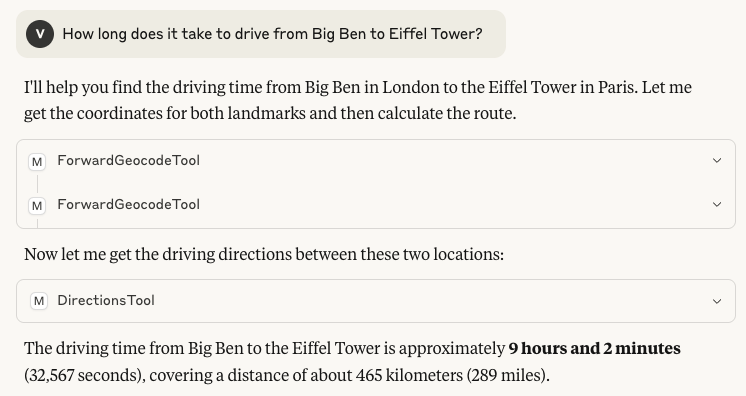 V How long does it take to drive from Big Ben to Eiffel Tower?
I'll help you find the driving time from Big Ben in London to the Eiffel Tower in Paris. Let me
get the coordinates for both landmarks and then calculate the route.
M ForwardGeocodeTool
M ForwardGeocodeTool
Now let me get the driving directions between these two locations:
M DirectionsTool
The driving time from Big Ben to the Eiffel Tower is approximately 9 hours and 2 minutes
(32,567 seconds), covering a distance of about 465 kilometers (289 miles).